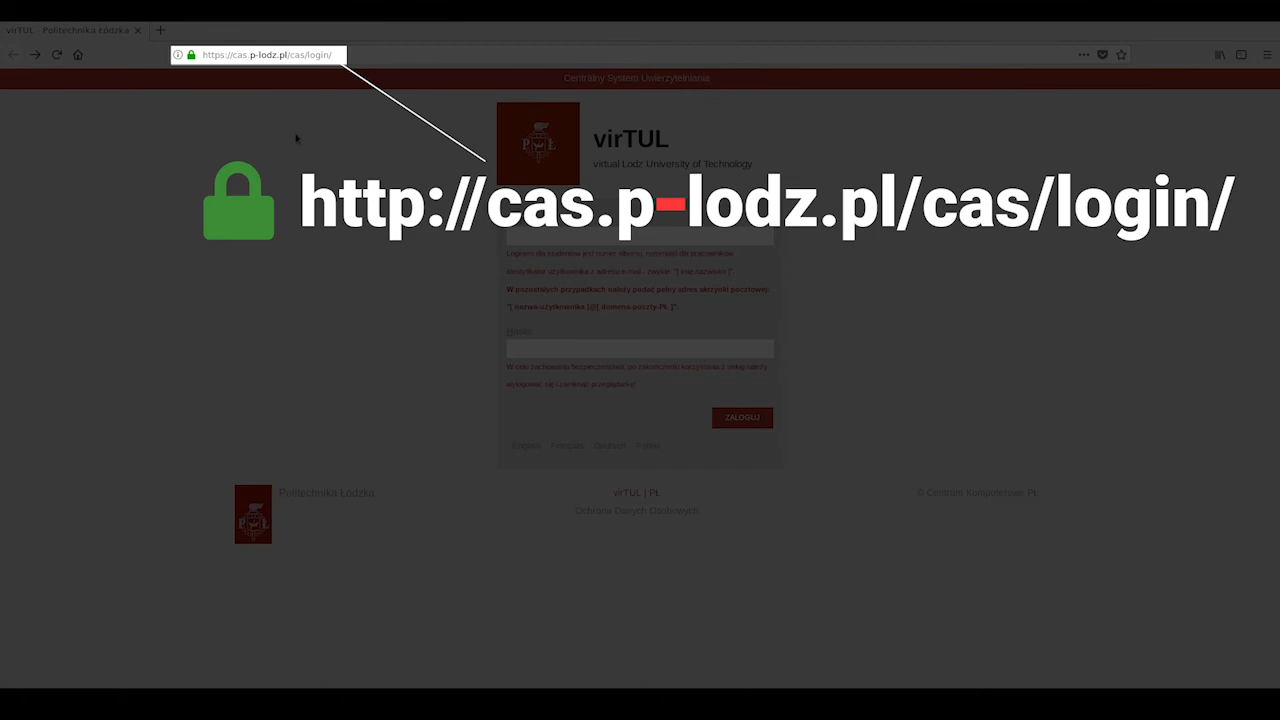 virTUL - Politechnika Łódzka
https://cas.p-lodz.pl/cas/login/
Centralny System Uwierzytelniania
P Ł
virTUL
virtual Lodz University of Technology
http://cas.p-lodz.pl/cas/login/
Loginem dla studentów jest numer albumu, natomiast dla pracowników
identyfikator użytkownika z adresu e-mail - zwykle: "[ imię.nazwisko ]".
W pozostałych przypadkach należy podać pełny adres skrzynki pocztowej:
"[ nazwa-użytkownika ]@[ domena-poczty-PŁ ]".
Hasło:
W celu zachowania bezpieczeństwa, po zakończeniu korzystania z usług należy
wylogować się i zamknąć przeglądarkę!
ZALOGUJ
English Français Deutsch Polski
Politechnika Łódzka
virTUL | PŁ
© Centrum Komputerowe PŁ
Ochrona Danych Osobowych
P Ł